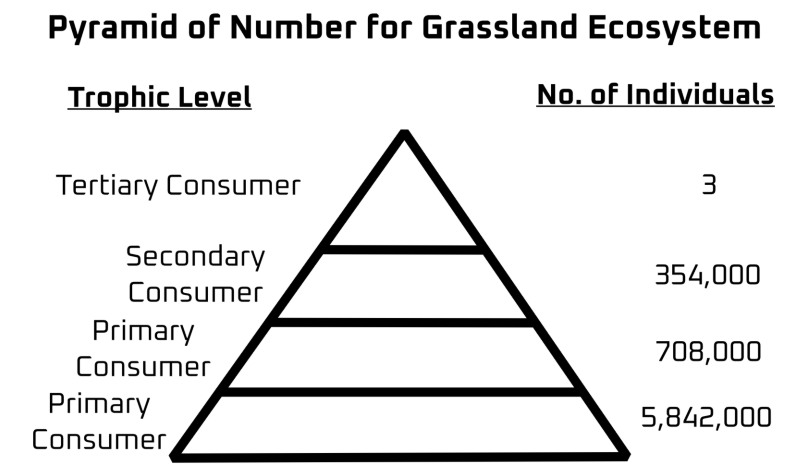 Pyramid of Number for Grassland Ecosystem
Trophic Level
No. of Individuals
Tertiary Consumer
3
Secondary
Consumer
354,000
Primary
Consumer
708,000
Primary
Consumer
5,842,000